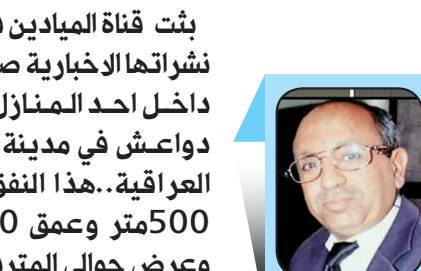 بثت قناة الميادين
نشراتها الاخبارية
داخل احد المنازل
دواعش في مدينة
العراقية..هذا النفق
500متر وعمق
وعرض حوالي المتر